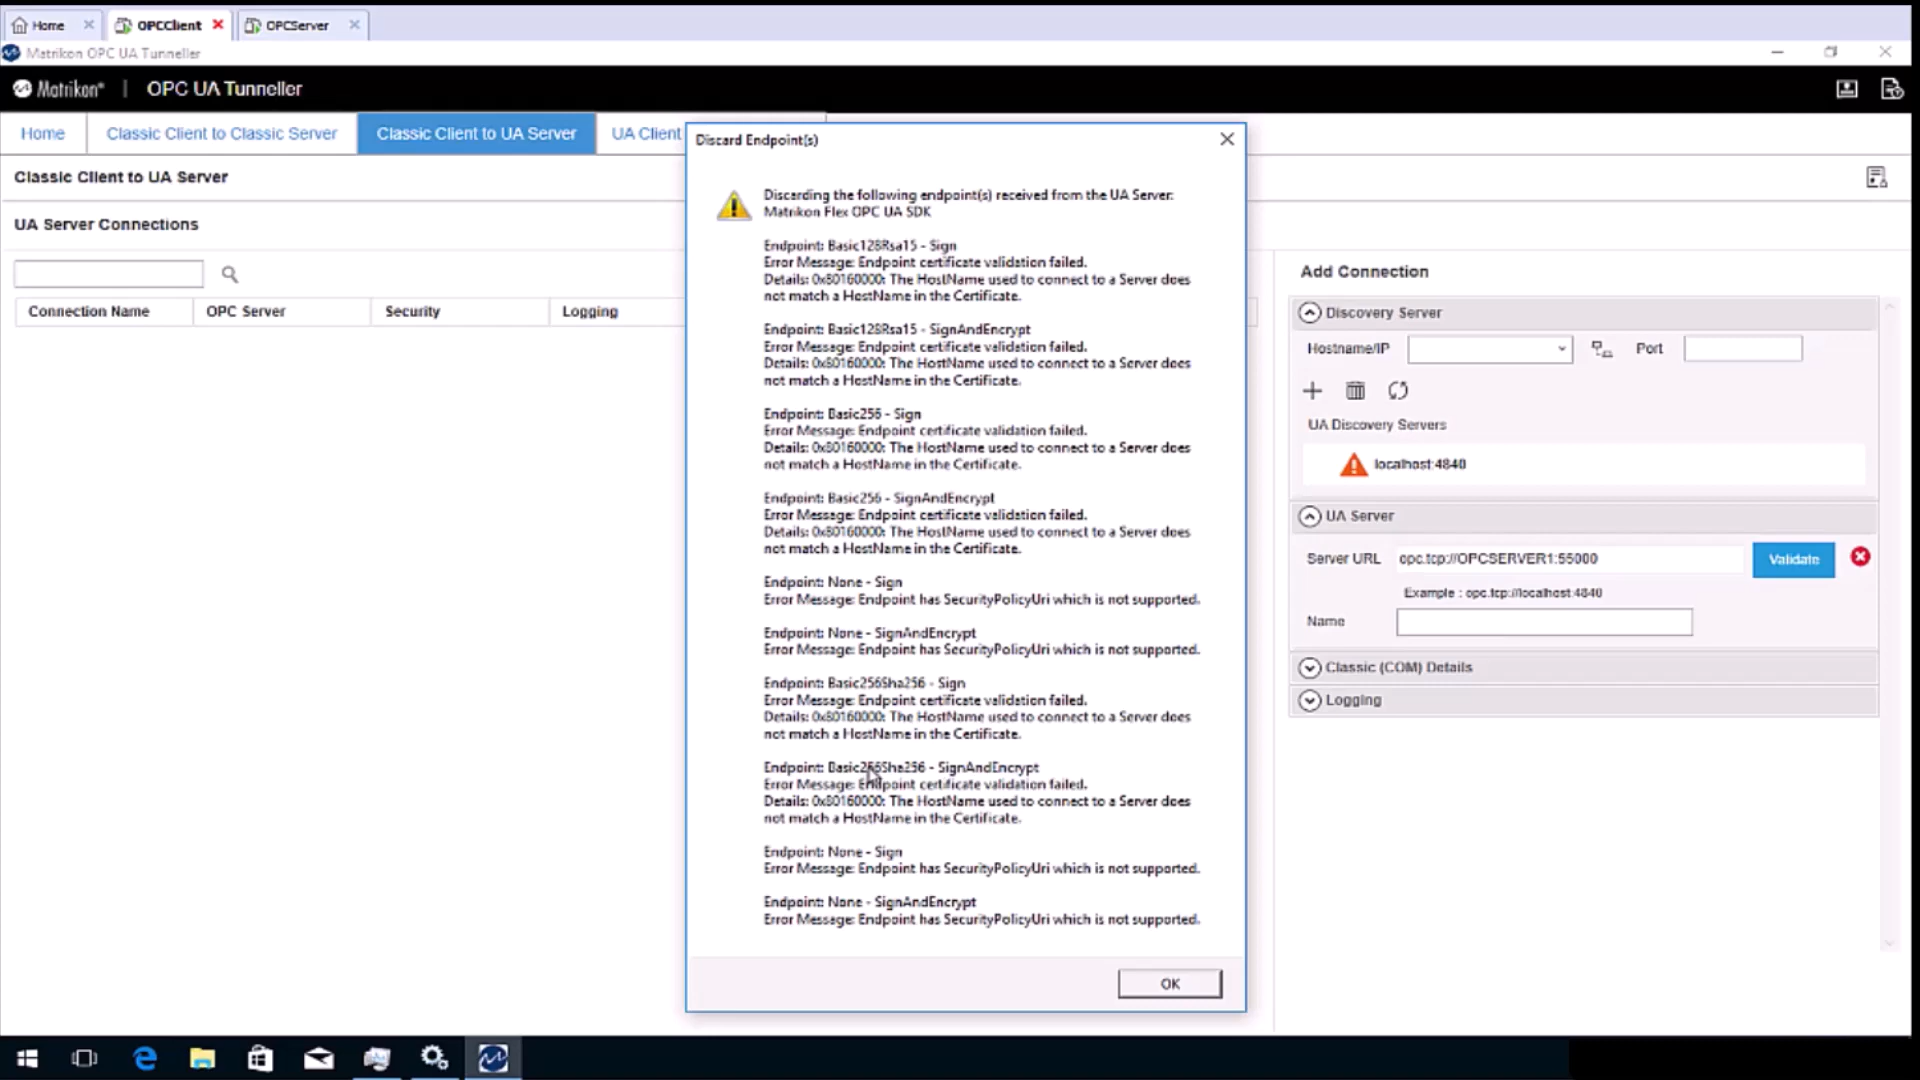 Home
OPCClient
OPCServer
Matrikon OPC UA Tunneller
Matrikon | OPC UA Tunneller
Home
Classic Client to Classic Server
Classic Client to UA Server
UA Client
Classic Client to UA Server
UA Server Connections
Connection Name
OPC Server
Security
Logging
Discard Endpoint(s)
Discarding the following endpoint(s) received from the UA Server:
Matrikon Flex OPC UA SDK
Endpoint: Basic128Rsa15 - Sign
Error Message: Endpoint certificate validation failed.
Details: 0x80160000: The HostName used to connect to a Server does
not match a HostName in the Certificate.
Endpoint: Basic128Rsa15 - SignAndEncrypt
Error Message: Endpoint certificate validation failed.
Details: 0x80160000: The HostName used to connect to a Server does
not match a HostName in the Certificate.
Endpoint: Basic256 - Sign
Error Message: Endpoint certificate validation failed.
Details: 0x80160000: The HostName used to connect to a Server does
not match a HostName in the Certificate.
Endpoint: Basic256 - SignAndEncrypt
Error Message: Endpoint certificate validation failed.
Details: 0x80160000: The HostName used to connect to a Server does
not match a HostName in the Certificate.
Endpoint: None - Sign
Error Message: Endpoint has SecurityPolicyUri which is not supported.
Endpoint: None - SignAndEncrypt
Error Message: Endpoint has SecurityPolicyUri which is not supported.
Endpoint: Basic256Sha256 - Sign
Error Message: Endpoint certificate validation failed.
Details: 0x80160000: The HostName used to connect to a Server does
not match a HostName in the Certificate.
Endpoint: Basic256Sha256 - SignAndEncrypt
Error Message: Endpoint certificate validation failed.
Details: 0x80160000: The HostName used to connect to a Server does
not match a HostName in the Certificate.
Endpoint: None - Sign
Error Message: Endpoint has SecurityPolicyUri which is not supported.
Endpoint: None - SignAndEncrypt
Error Message: Endpoint has SecurityPolicyUri which is not supported.
OK
Add Connection
Discovery Server
Hostname/IP
Port
UA Discovery Servers
localhost:4840
UA Server
Server URL opc.tcp://OPCSERVER1:55000
Validate
Example : opc.tcp://localhost:4840
Name
Classic (COM) Details
Logging